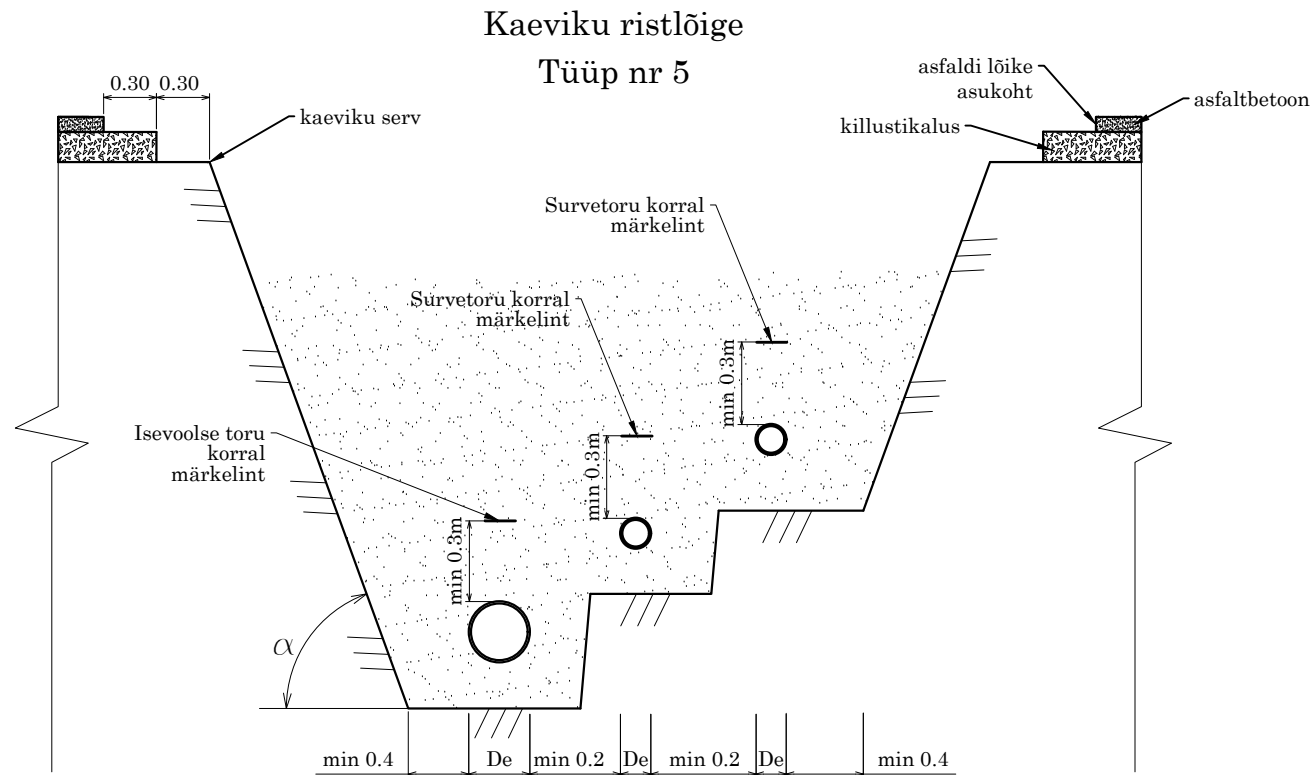 Kaeviku ristlõige
Tüüp nr 5
0.30 0.30
kaeviku serv
asfaldi lõike
asukoht
asfaltbetoon
killustikalus
Survetoru korral
märkelint
Survetoru korral
märkelint
Isevoolse toru
korral
märkelint
min 0.3m
min 0.3m
min 0.3m
α
min 0.4 De min 0.2 De min 0.2 De min 0.4